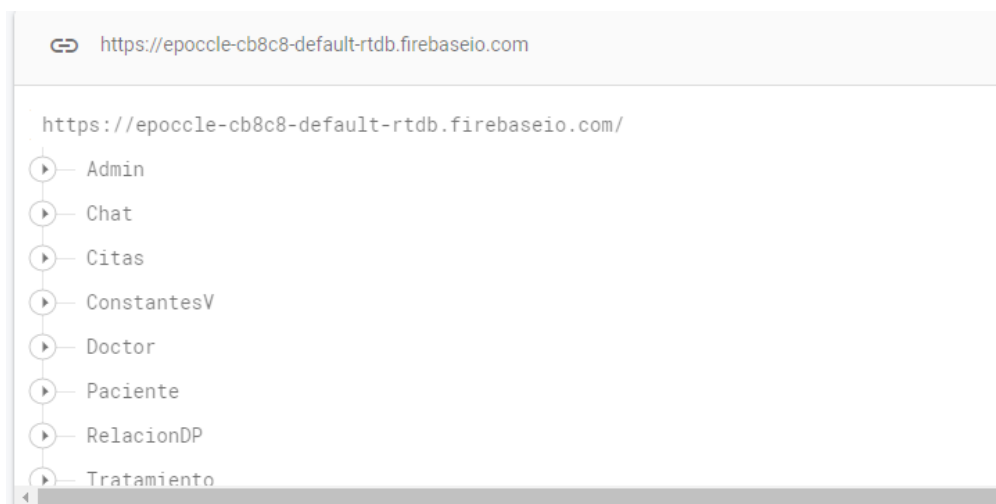 https://epoccle-cb8c8-default-rtdb.firebaseio.com
https://epoccle-cb8c8-default-rtdb.firebaseio.com/
Admin
Chat
Citas
ConstantesV
Doctor
Paciente
RelacionDP
Tratamiento